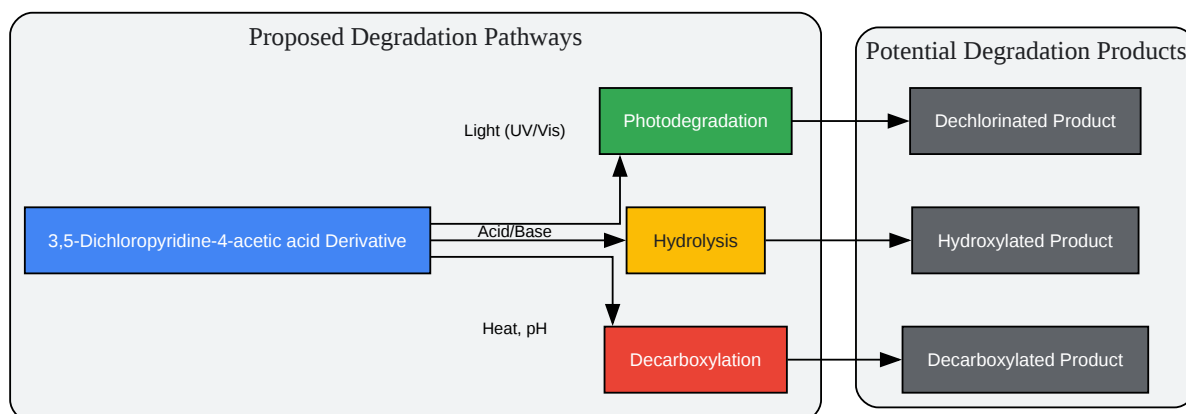 Proposed Degradation Pathways
Potential Degradation Products
Light (UV/Vis)
Photodegradation
Dechlorinated Product
3,5-Dichloropyridine-4-acetic acid Derivative
Acid/Base
Hydrolysis
Hydroxylated Product
Heat, pH
Decarboxylation
Decarboxylated Product